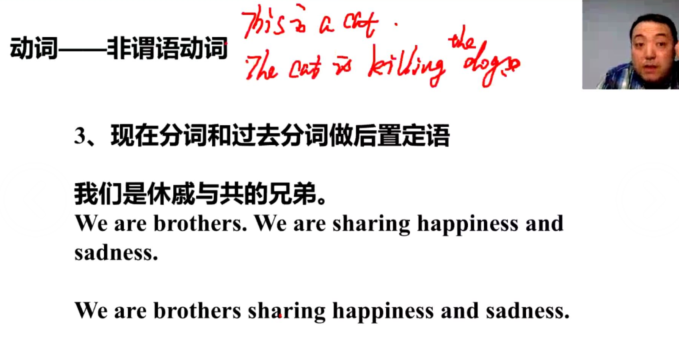 This is a cat.
动词——非谓语动词
the
The cat is killing dogs.
3、现在分词和过去分词做后置定语
我们是休戚与共的兄弟。
We are brothers. We are sharing happiness and
sadness.
We are brothers sharing happiness and sadness.